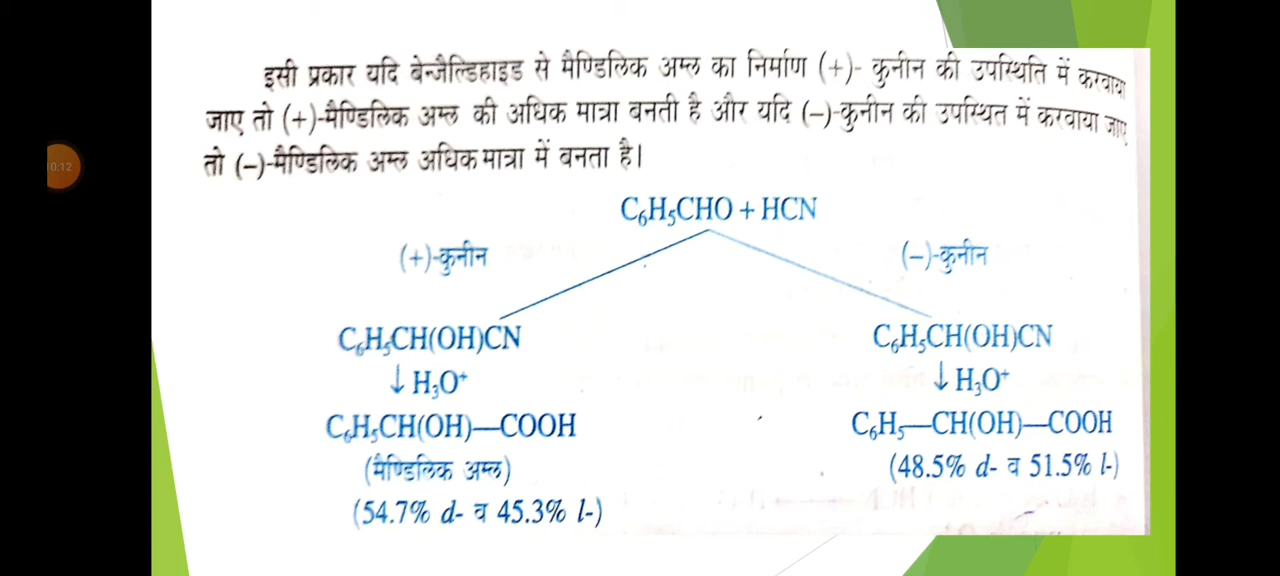 इसी प्रकार यदि बेन्जैल्डिहाइड से मैण्डिलिक अम्ल का निर्माण (+)- कुनीन की उपस्थिति में करवाया
जाए तो (+)-मैण्डिलिक अम्ल की अधिक मात्रा बनती है और यदि (–)-कुनीन की उपस्थित में करवाया जाए
तो (–)-मैण्डिलिक अम्ल अधिक मात्रा में बनता है।
0:12
C₆H₅CHO + HCN
(+)-कुनीन (–)-कुनीन
C₆H₅CH(OH)CN C₆H₅CH(OH)CN
↓ H₃O⁺ ↓ H₃O⁺
C₆H₅CH(OH)—COOH C₆H₅—CH(OH)—COOH
(मैण्डिलिक अम्ल) (48.5% d- व 51.5% l-)
(54.7% d- व 45.3% l-)